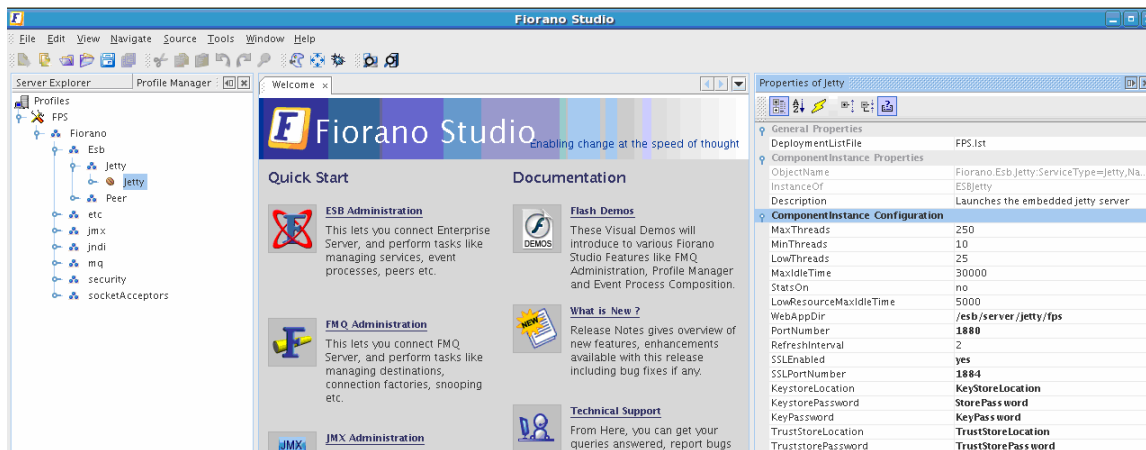 Fiorano Studio
File Edit View Navigate Source Tools Window Help
Server Explorer Profile Manager
Profiles
FPS
Fiorano
Esb
Jetty
Jetty
Peer
etc
jmx
jndi
mq
security
socketAcceptors
Welcome
Fiorano Studio
Enabling change at the speed of thought
Quick Start
ESB Administration
This lets you connect Enterprise
Server, and perform tasks like
managing services, event
processes, peers etc.
FMQ Administration
This lets you connect FMQ
Server, and perform tasks like
managing destinations,
connection factories, snooping
etc.
JMX
JMX Administration
Documentation
DEMOS
Flash Demos
These Visual Demos will
introduce to various Fiorano
Studio Features like FMQ
Administration, Profile Manager
and Event Process Composition.
NEW
What is New ?
Release Notes gives overview of
new features, enhancements
available with this release
including bug fixes if any.
Technical Support
From Here, you can get your
queries answered, report bugs
Properties of Jetty
General Properties
DeploymentListFile FPS.lst
ComponentInstance Properties
ObjectName Fiorano.Esb.Jetty:ServiceType=Jetty,Na...
InstanceOf ESBJetty
Description Launches the embedded jetty server
ComponentInstance Configuration
MaxThreads 250
MinThreads 10
LowThreads 25
MaxIdleTime 30000
StatsOn no
LowResourceMaxIdleTime 5000
WebAppDir /esb/server/jetty/fps
PortNumber 1880
RefreshInterval 2
SSLEnabled yes
SSLPortNumber 1884
KeystoreLocation KeyStoreLocation
KeystorePassword StorePassword
KeyPassword KeyPassword
TrustStoreLocation TrustStoreLocation
TruststorePassword TrustStorePassword